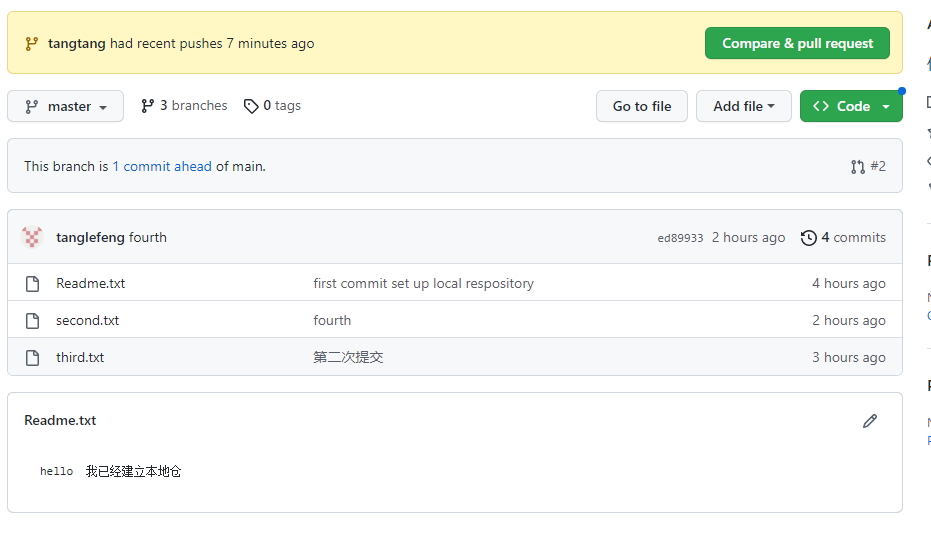 tangtang had recent pushes 7 minutes ago
Compare & pull request
master
3 branches
0 tags
Go to file
Add file
Code
This branch is 1 commit ahead of main.
#2
tanglefeng fourth
ed89933 2 hours ago
4 commits
Readme.txt first commit set up local respository 4 hours ago
second.txt fourth 2 hours ago
third.txt 第二次提交 3 hours ago
Readme.txt
hello 我已经建立本地仓